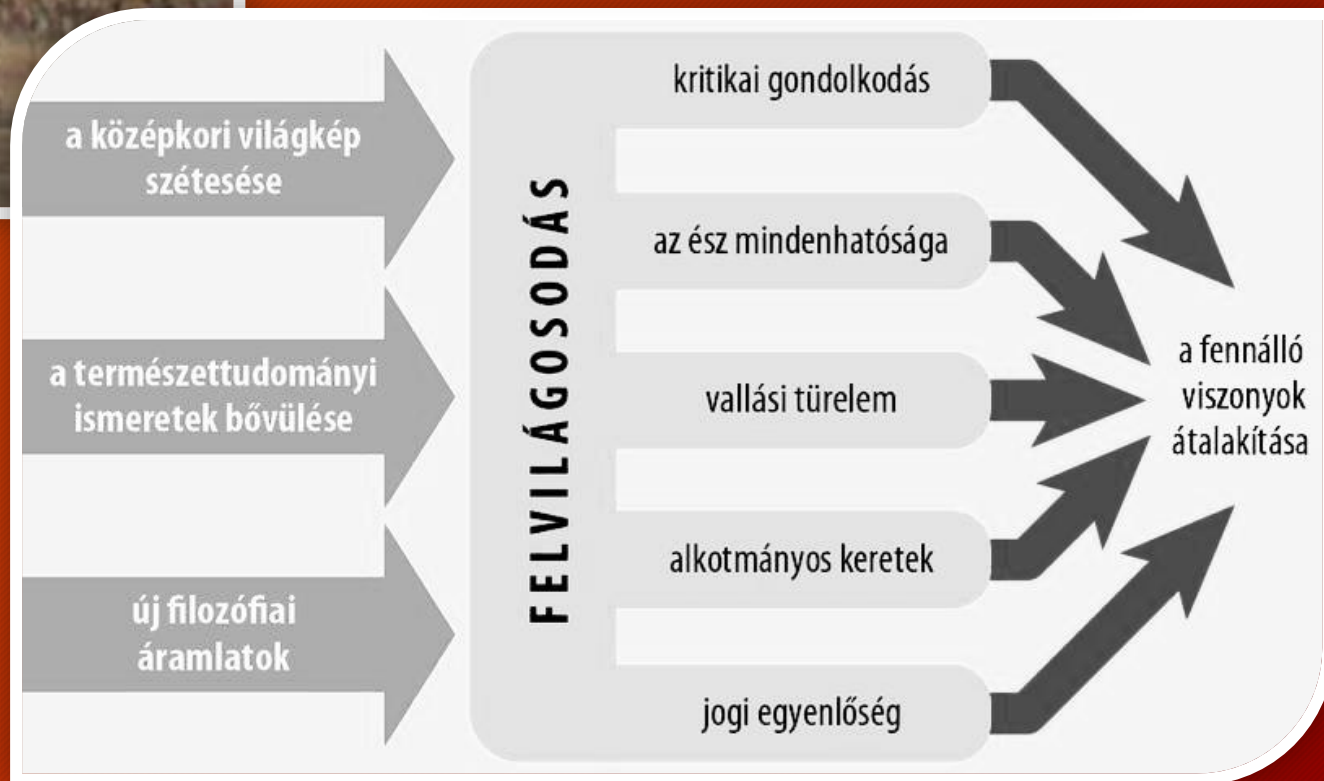 a középkori világkép
szétesése
a természettudományi
ismeretek bővülése
új filozófiai
áramlatok
FELVILÁGOSODÁS
kritikai gondolkodás
az ész mindenhatósága
vallási türelem
alkotmányos keretek
jogi egyenlőség
a fennálló
viszonyok
átalakítása